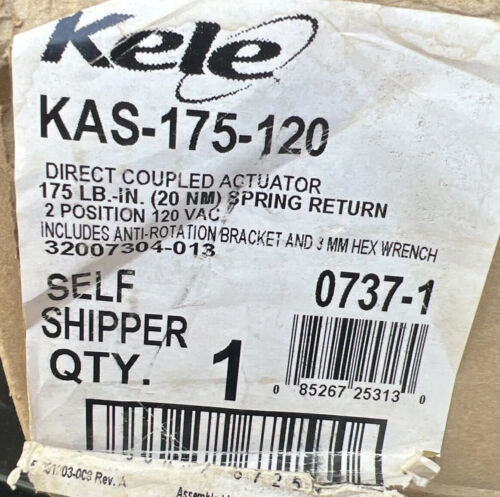 Kele
KAS-175-120
DIRECT COUPLED ACTUATOR
175 LB.-IN. (20 NM) SPRING RETURN
2 POSITION 120 VAC
INCLUDES ANTI-ROTATION BRACKET AND 3 MM HEX WRENCH
32007304-013
SELF 0737-1
SHIPPER
QTY. 1
0 85267 25313 0
Rev. A